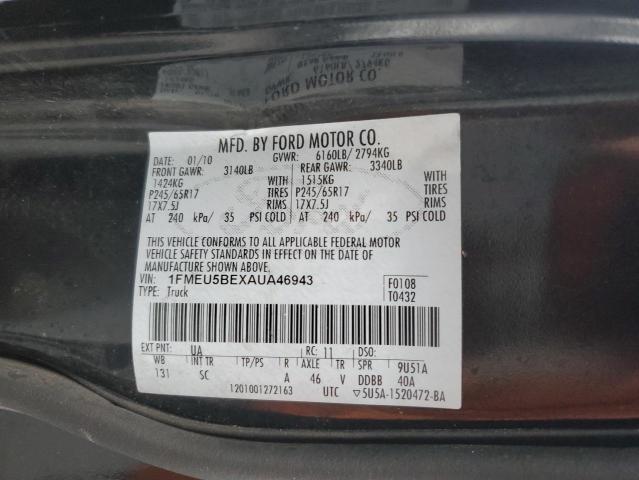 MFD. BY FORD MOTOR CO.
DATE: 01/10 GVWR: 6160LB/ 2794KG
FRONT GAWR: 3140LB REAR GAWR: 3340LB
1424KG WITH 1515KG WITH
P245/65R17 TIRES P245/65R17 TIRES
17X7.5J RIMS 17X7.5J RIMS
AT 240 kPa/ 35 PSI COLD AT 240 kPa/ 35 PSI COLD
THIS VEHICLE CONFORMS TO ALL APPLICABLE FEDERAL MOTOR
VEHICLE SAFETY STANDARDS IN EFFECT ON THE DATE OF
MANUFACTURE SHOWN ABOVE.
VIN: 1FMEU5BEXAUA46943 F0108
TYPE: Truck T0432
EXT PNT: UA RC: 11 DSO:
WB INT TR TP/PS R AXLE TR SPR 9U51A
131 SC A 46 V DDBB 40A
1201001272163 UTC ▽5U5A-1520472-BA
FORD MOTOR CO.
6160LB/ 2794KG